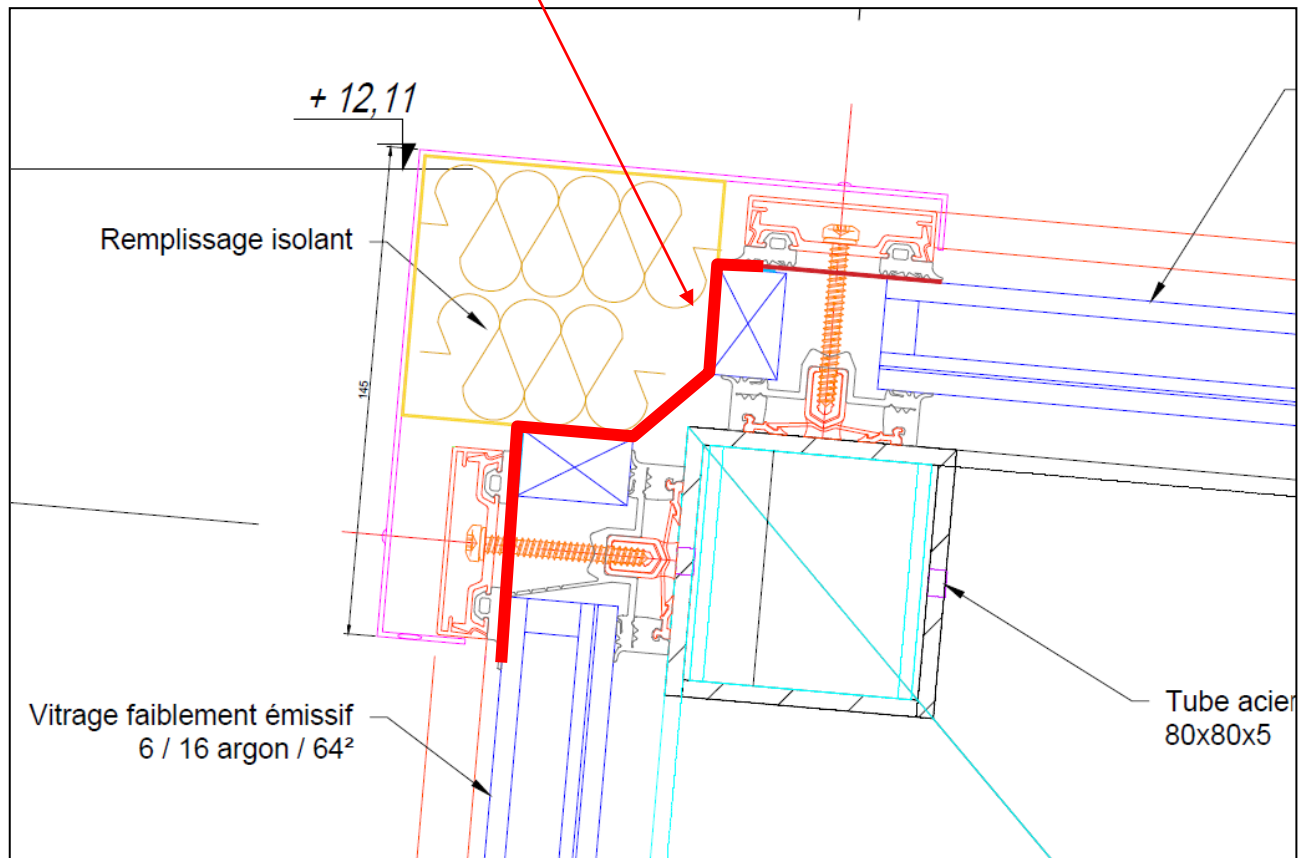 + 12,11
Remplissage isolant
145
Vitrage faiblement émissif
6 / 16 argon / 64²
Tube acier
80x80x5